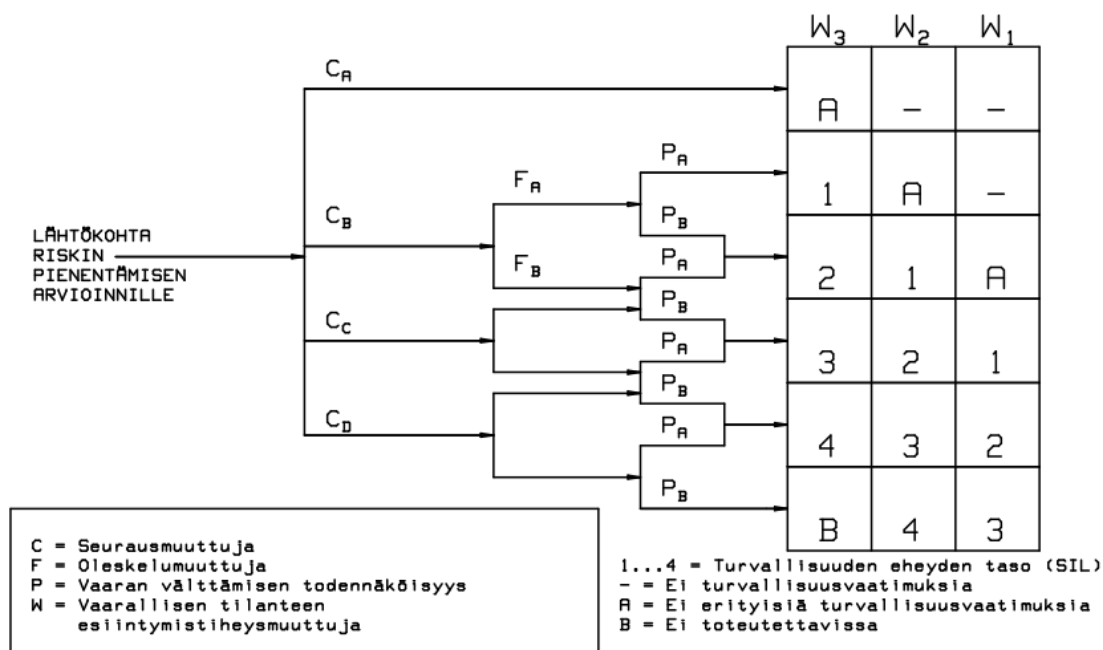 W3 W2 W1
CA
A - -
PA
FA
1 A -
CB
PB
LÄHTÖKOHTA
RISKIN
PIENENTÄMISEN
ARVIOINNILLE
FB
PA
2 1 A
PB
CC
PA
3 2 1
PB
CD
PA
4 3 2
PB
B 4 3
C = Seurausmuuttuja
F = Oleskelumuuttuja
P = Vaaran välttämisen todennäköisyys
W = Vaarallisen tilanteen
esiintymistiheysmuuttuja
1...4 = Turvallisuuden eheyden taso (SIL)
- = Ei turvallisuusvaatimuksia
A = Ei erityisiä turvallisuusvaatimuksia
B = Ei toteutettavissa